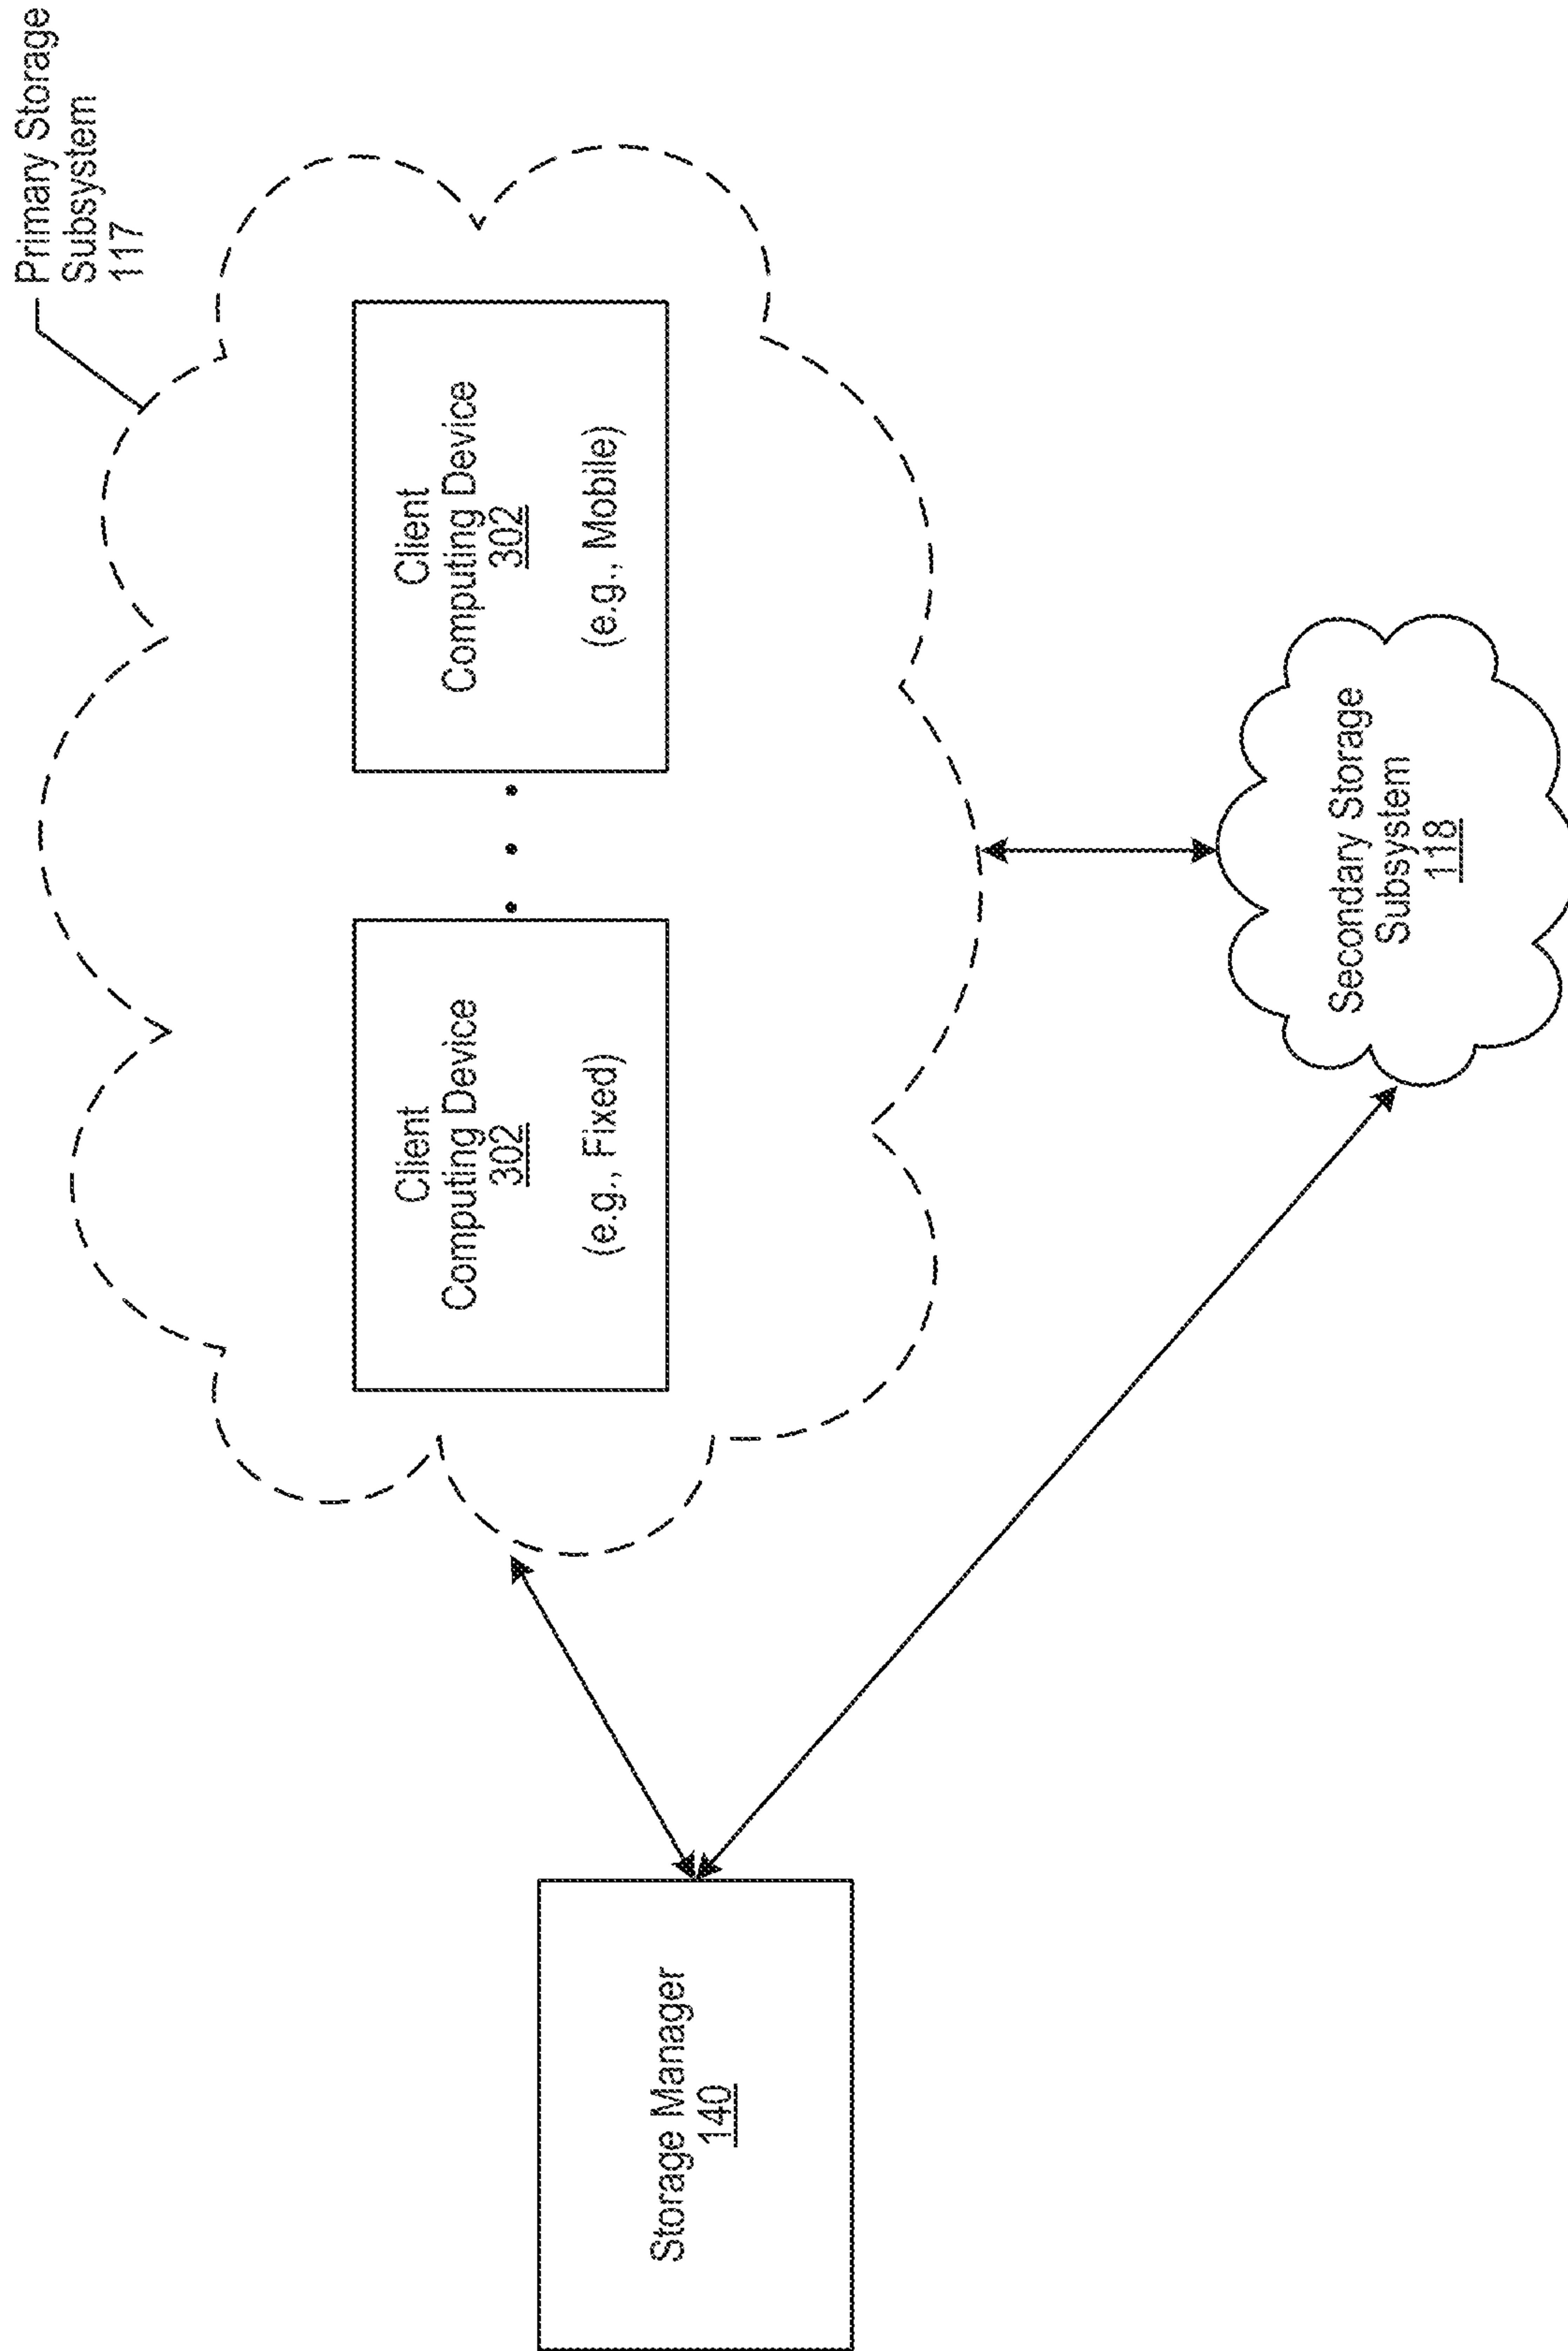 Primary Storage
Subsystem
117
Client
Computing Device
302
(e.g., Fixed)
Client
Computing Device
302
(e.g., Mobile)
Storage Manager
140
Secondary Storage
Subsystem
118